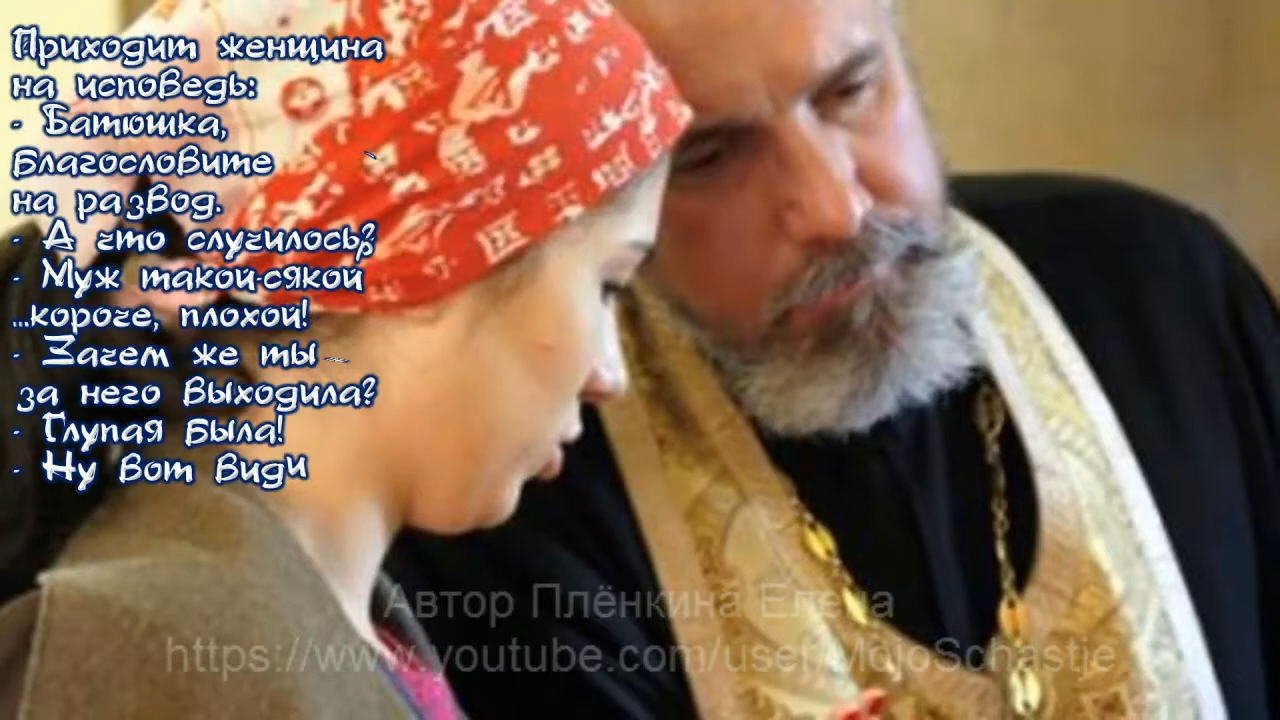 Приходит женщина
на исповедь:
- Батюшка,
благословите
на развод.
- А что случилось?
- Муж такой-сякой
...короче, плохой!
- Зачем же ты
за него выходила?
- Глупая была!
- Ну вот види
Автор Плёнкина Елена
https://www.youtube.com/user/MojoSchastje